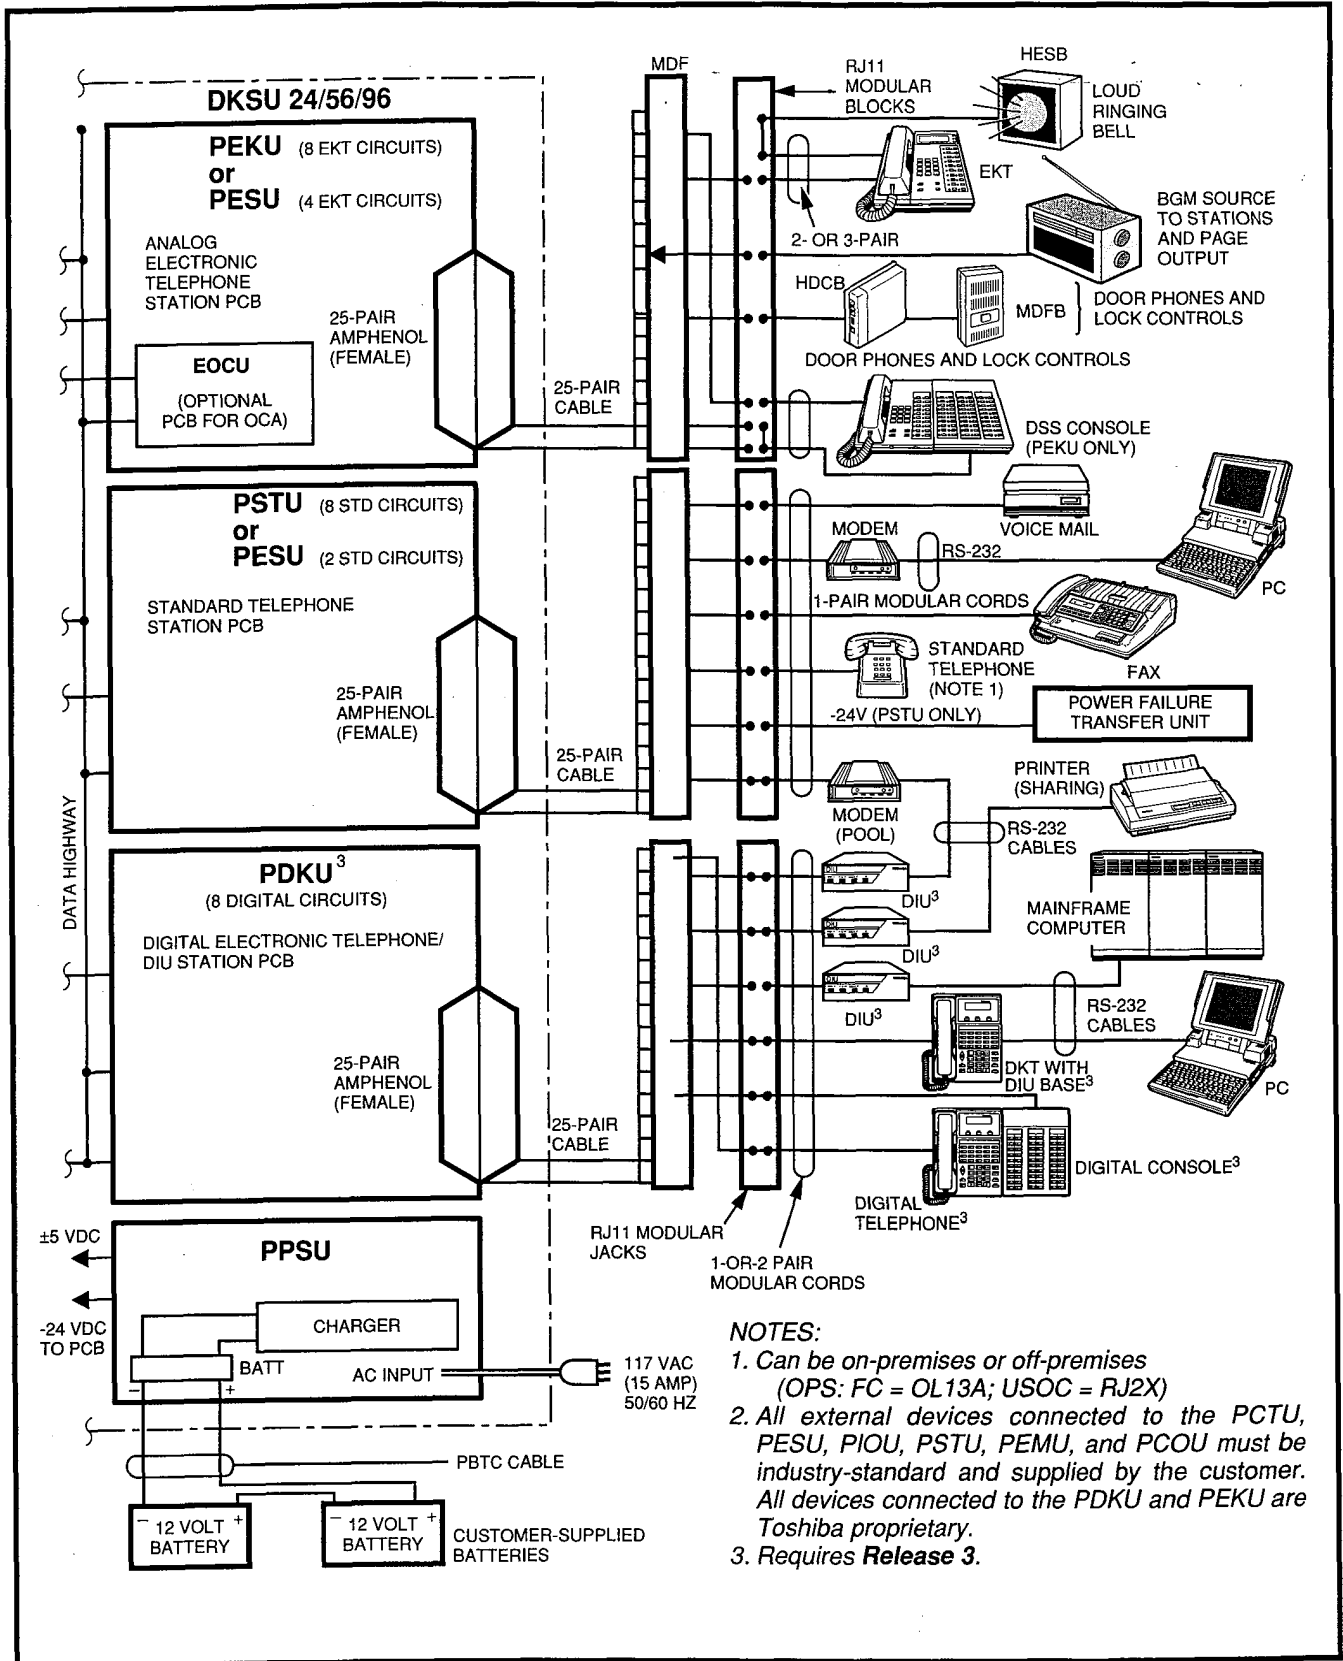 DKSU 24/56/96
PEKU (8 EKT CIRCUITS)
or
PESU (4 EKT CIRCUITS)
ANALOG
ELECTRONIC
TELEPHONE
STATION PCB
25-PAIR
AMPHENOL
(FEMALE)
EOCU
(OPTIONAL
PCB FOR OCA)
25-PAIR
CABLE
MDF
RJ11
MODULAR
BLOCKS
HESB
LOUD
RINGING
BELL
EKT
2- OR 3-PAIR
BGM SOURCE
TO STATIONS
AND PAGE
OUTPUT
HDCB
MDFB
DOOR PHONES AND
LOCK CONTROLS
DOOR PHONES AND LOCK CONTROLS
DSS CONSOLE
(PEKU ONLY)
PSTU (8 STD CIRCUITS)
or
PESU (2 STD CIRCUITS)
STANDARD TELEPHONE
STATION PCB
25-PAIR
AMPHENOL
(FEMALE)
25-PAIR
CABLE
VOICE MAIL
MODEM
RS-232
PC
1-PAIR MODULAR CORDS
FAX
STANDARD
TELEPHONE
(NOTE 1)
-24V (PSTU ONLY)
POWER FAILURE
TRANSFER UNIT
MODEM
(POOL)
PRINTER
(SHARING)
RS-232
CABLES
DATA HIGHWAY
PDKU³
(8 DIGITAL CIRCUITS)
DIGITAL ELECTRONIC TELEPHONE/
DIU STATION PCB
25-PAIR
AMPHENOL
(FEMALE)
25-PAIR
CABLE
DIU
DIU³
DIU
DIU³
DIU
DIU³
MAINFRAME
COMPUTER
RS-232
CABLES
DKT WITH
DIU BASE³
PC
DIGITAL CONSOLE³
DIGITAL
TELEPHONE³
RJ11 MODULAR
JACKS
1-OR-2 PAIR
MODULAR CORDS
±5 VDC
-24 VDC
TO PCB
PPSU
CHARGER
BATT
- +
AC INPUT
117 VAC
(15 AMP)
50/60 HZ
PBTC CABLE
- 12 VOLT +
BATTERY
- 12 VOLT +
BATTERY
CUSTOMER-SUPPLIED
BATTERIES
NOTES:
1. Can be on-premises or off-premises
(OPS: FC = OL13A; USOC = RJ2X)
2. All external devices connected to the PCTU,
PESU, PIOU, PSTU, PEMU, and PCOU must be
industry-standard and supplied by the customer.
All devices connected to the PDKU and PEKU are
Toshiba proprietary.
3. Requires Release 3.